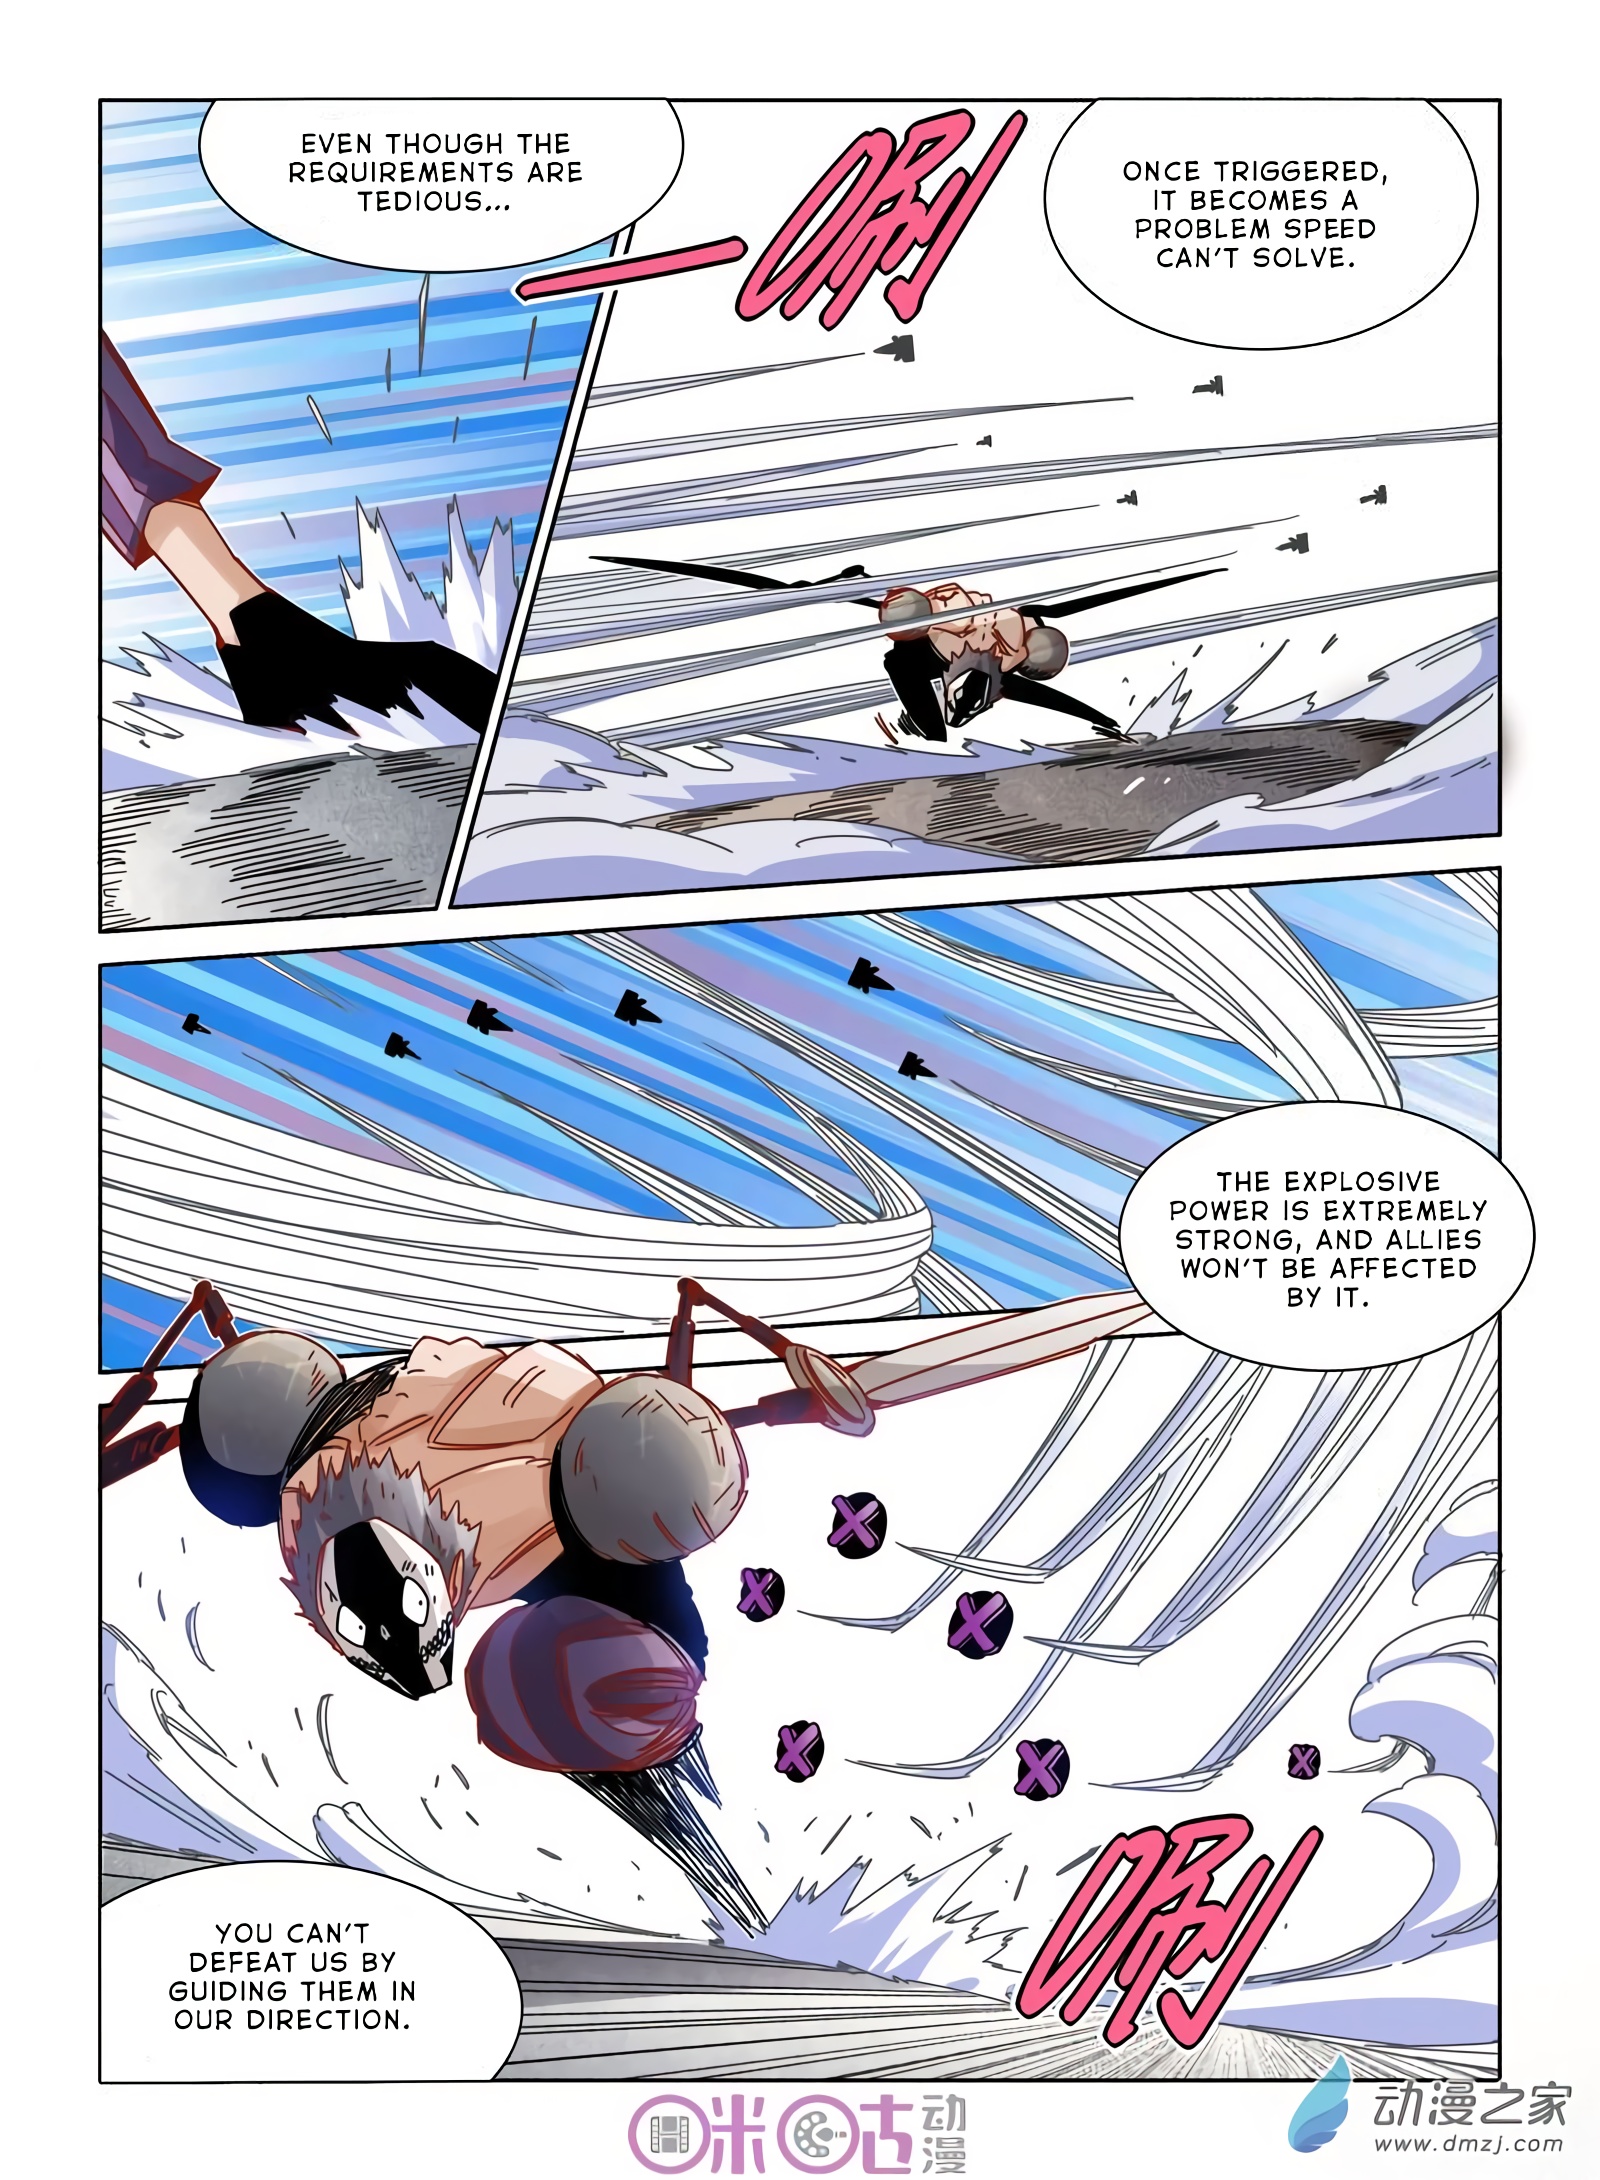 EVEN THOUGH THE
REQUIREMENTS ARE
TEDIOUS...
唰—
ONCE TRIGGERED,
IT BECOMES A
PROBLEM SPEED
CAN'T SOLVE.
THE EXPLOSIVE
POWER IS EXTREMELY
STRONG, AND ALLIES
WON'T BE AFFECTED
BY IT.
唰
YOU CAN'T
DEFEAT US BY
GUIDING THEM IN
OUR DIRECTION.
咪咕动漫
动漫之家
www.dmzj.com